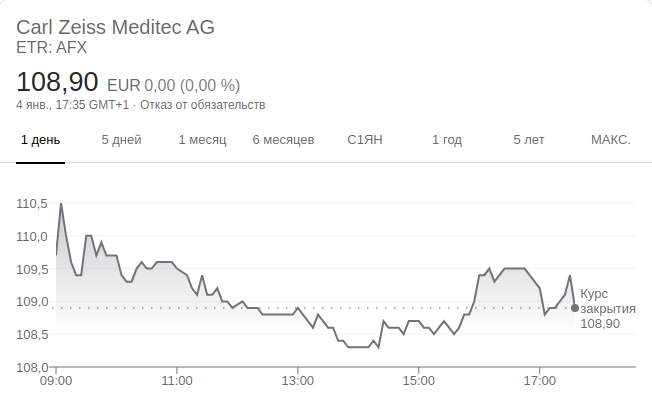 Carl Zeiss Meditec AG
ETR: AFX
108,90 EUR 0,00 (0,00 %)
4 янв., 17:35 GMT+1 · Отказ от обязательств
1 день 5 дней 1 месяц 6 месяцев С1ЯН 1 год 5 лет МАКС.
110,5
110,0
109,5
109,0
108,5
108,0
Курс
закрытия
108,90
09:00 11:00 13:00 15:00 17:00